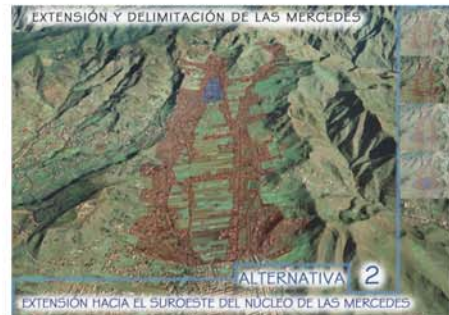 EXTENSIÓN Y DELIMITACIÓN DE LAS MERCEDES
ALTERNATIVA 2
EXTENSIÓN HACIA EL SUROESTE DEL NÚCLEO DE LAS MERCEDES